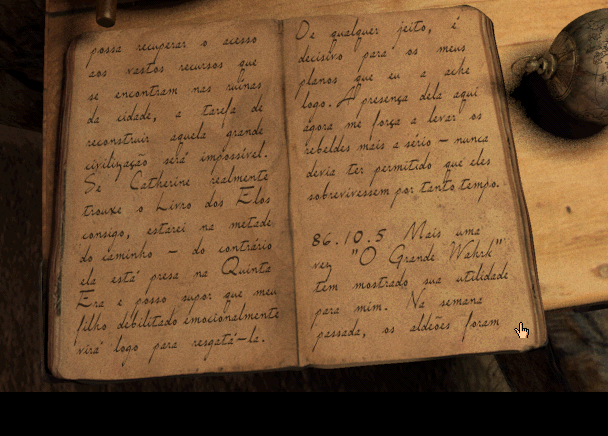 possa recuperar o acesso
aos vastos recursos que
se encontram nas ruínas
da cidade, a tarefa de
reconstruir aquela grande
civilização será impossível.
Se Catherine realmente
trouxe o Livro dos Elos
consigo, estarei na metade
do caminho – do contrário
ela está presa na Quinta
Era e posso supor que meu
filho debilitado emocionalmente
virá logo para resgatá-la.
De qualquer jeito, é
decisivo para os meus
planos que eu a ache
logo. A presença dela aqui
agora me força a levar os
rebeldes mais a sério – nunca
devia ter permitido que eles
sobrevivessem por tanto tempo.
86.10.5 Mais uma
vez "O Grande Wahrk"
tem mostrado sua utilidade
para mim. Na semana
passada, os aldeões foram